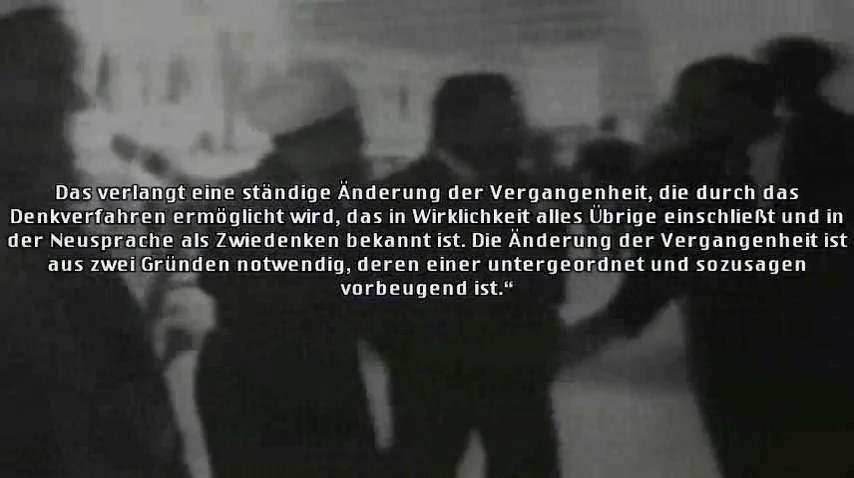 Das verlangt eine ständige Änderung der Vergangenheit, die durch das
Denkverfahren ermöglicht wird, das in Wirklichkeit alles Übrige einschließt und in
der Neusprache als Zwiedenken bekannt ist. Die Änderung der Vergangenheit ist
aus zwei Gründen notwendig, deren einer untergeordnet und sozusagen
vorbeugend ist.“